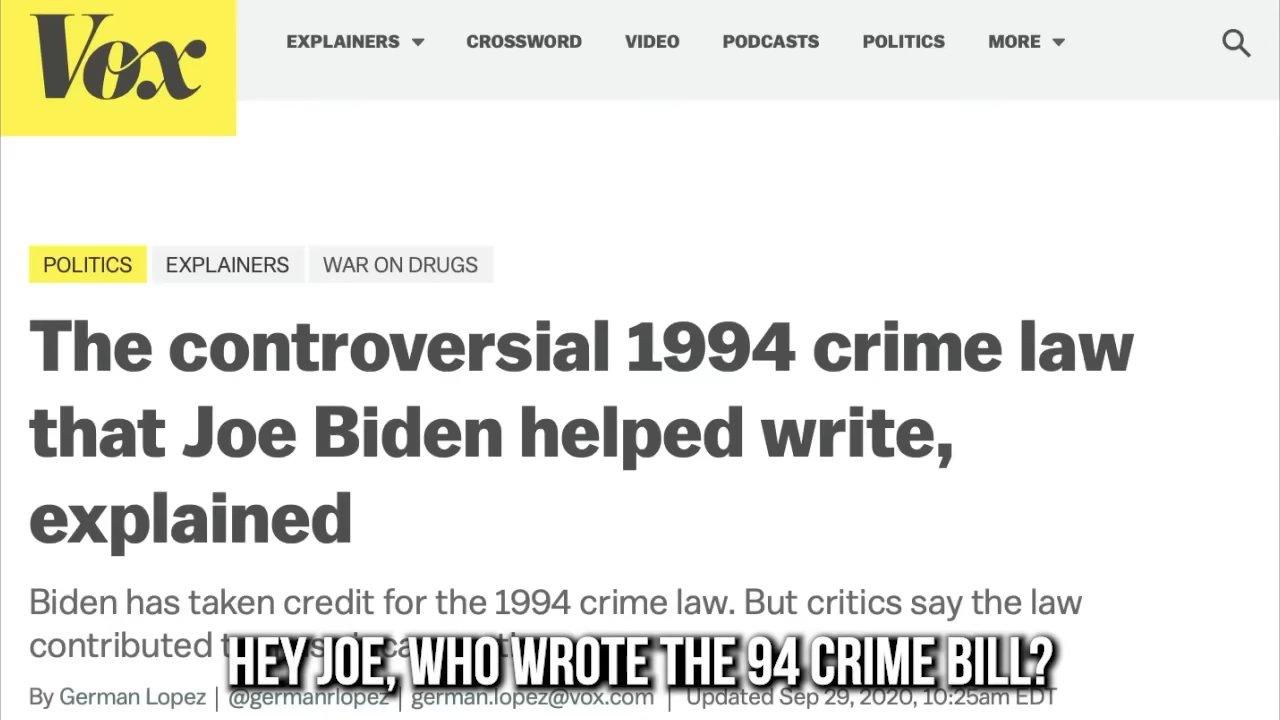 Vox
EXPLAINERS CROSSWORD VIDEO PODCASTS POLITICS MORE
POLITICS EXPLAINERS WAR ON DRUGS
The controversial 1994 crime law
that Joe Biden helped write,
explained
Biden has taken credit for the 1994 crime law. But critics say the law
contributed
HEY JOE, WHO WROTE THE 94 CRIME BILL?
By German Lopez | @germanrlopez | german.lopez@vox.com | Updated Sep 29, 2020, 10:25am EDT